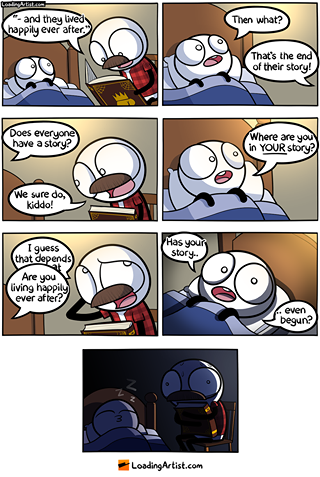 LoadingArtist.com
"- and they lived
happily ever after."
Then what?
That's the end
of their story!
Does everyone
have a story?
We sure do,
kiddo!
Where are you
in YOUR story?
I guess
that depends
Are you
living happily
ever after?
Has your
story..
.. even
begun?
z z z
LoadingArtist.com